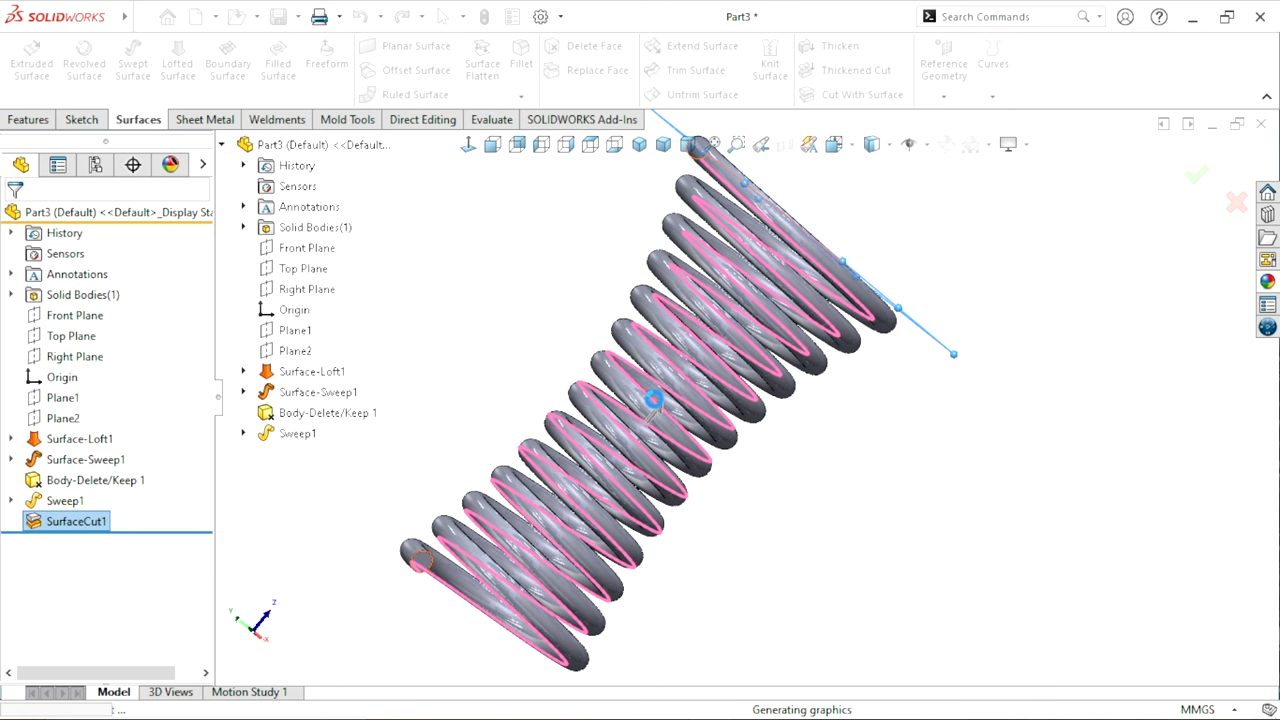 SOLIDWORKS
Part3 *
Search Commands
Extruded Surface
Revolved Surface
Swept Surface
Lofted Surface
Boundary Surface
Filled Surface
Freeform
Planar Surface
Offset Surface
Ruled Surface
Surface Flatten
Fillet
Delete Face
Replace Face
Extend Surface
Trim Surface
Untrim Surface
Knit Surface
Thicken
Thickened Cut
Cut With Surface
Reference Geometry
Curves
Features
Sketch
Surfaces
Sheet Metal
Weldments
Mold Tools
Direct Editing
Evaluate
SOLIDWORKS Add-Ins
Part3 (Default) <<Default>_Display Sta
History
Sensors
Annotations
Solid Bodies(1)
Front Plane
Top Plane
Right Plane
Origin
Plane1
Plane2
Surface-Loft1
Surface-Sweep1
Body-Delete/Keep 1
Sweep1
SurfaceCut1
Part3 (Default) <<Default...
History
Sensors
Annotations
Solid Bodies(1)
Front Plane
Top Plane
Right Plane
Origin
Plane1
Plane2
Surface-Loft1
Surface-Sweep1
Body-Delete/Keep 1
Sweep1
Z
Y
X
Model
3D Views
Motion Study 1
Generating graphics
MMGS